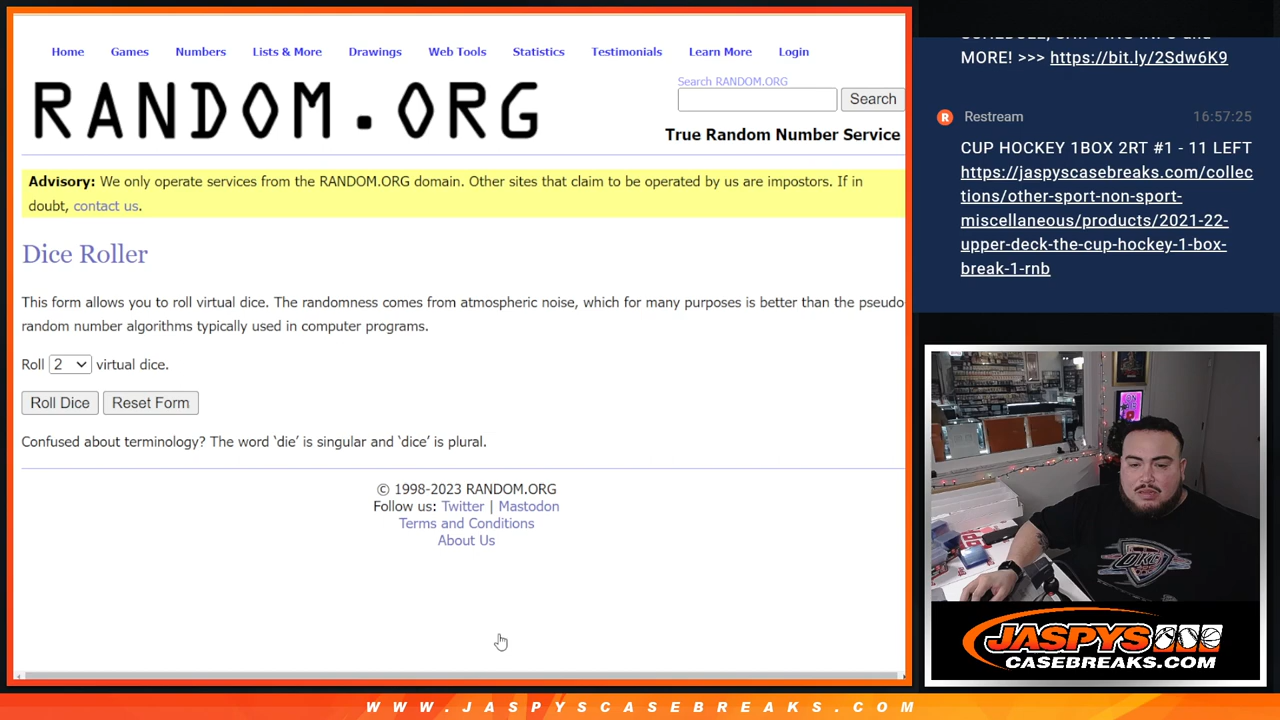 Home Games Numbers Lists & More Drawings Web Tools Statistics Testimonials Learn More Login
RANDOM.ORG
Search RANDOM.ORG
Search
True Random Number Service
Advisory: We only operate services from the RANDOM.ORG domain. Other sites that claim to be operated by us are impostors. If in
doubt, contact us.
Dice Roller
This form allows you to roll virtual dice. The randomness comes from atmospheric noise, which for many purposes is better than the pseudo
random number algorithms typically used in computer programs.
Roll 2 virtual dice.
Roll Dice Reset Form
Confused about terminology? The word ‘die’ is singular and ‘dice’ is plural.
© 1998-2023 RANDOM.ORG
Follow us: Twitter | Mastodon
Terms and Conditions
About Us
MORE! >>> https://bit.ly/2Sdw6K9
R Restream 16:57:25
CUP HOCKEY 1BOX 2RT #1 - 11 LEFT
https://jaspyscasebreaks.com/collec
tions/other-sport-non-sport-
miscellaneous/products/2021-22-
upper-deck-the-cup-hockey-1-box-
break-1-rnb
OKC
JASPYS
CASEBREAKS.COM
WWW.JASPYSCASEBREAKS.COM